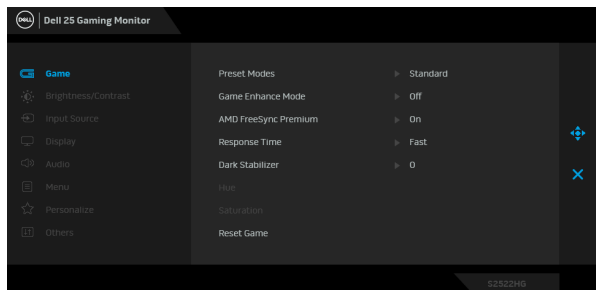 DELL Dell 25 Gaming Monitor
Game
Brightness/Contrast
Input Source
Display
Audio
Menu
Personalize
Others
Preset Modes Standard
Game Enhance Mode Off
AMD FreeSync Premium On
Response Time Fast
Dark Stabilizer 0
Hue
Saturation
Reset Game
S2522HG